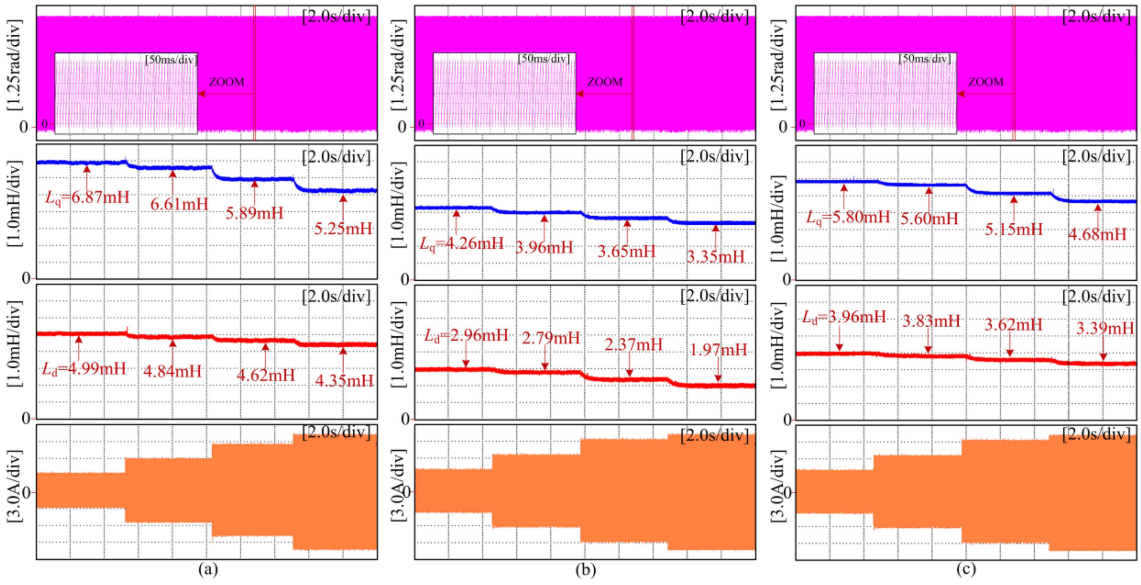 [2.0s/div]
[50ms/div]
ZOOM
[1.25rad/div]
0
0
[2.0s/div]
[1.0mH/div]
Lq=6.87mH
6.61mH
5.89mH
5.25mH
0
[2.0s/div]
[1.0mH/div]
Ld=4.99mH
4.84mH
4.62mH
4.35mH
0
[2.0s/div]
[3.0A/div]
0
(a)
[2.0s/div]
[50ms/div]
ZOOM
[1.25rad/div]
0
0
[2.0s/div]
[1.0mH/div]
Lq=4.26mH
3.96mH
3.65mH
3.35mH
0
[2.0s/div]
[1.0mH/div]
Ld=2.96mH
2.79mH
2.37mH
1.97mH
0
[2.0s/div]
[3.0A/div]
0
(b)
[2.0s/div]
[50ms/div]
ZOOM
[1.25rad/div]
0
0
[2.0s/div]
[1.0mH/div]
Lq=5.80mH
5.60mH
5.15mH
4.68mH
0
[2.0s/div]
[1.0mH/div]
Ld=3.96mH
3.83mH
3.62mH
3.39mH
0
[2.0s/div]
[3.0A/div]
0
(c)